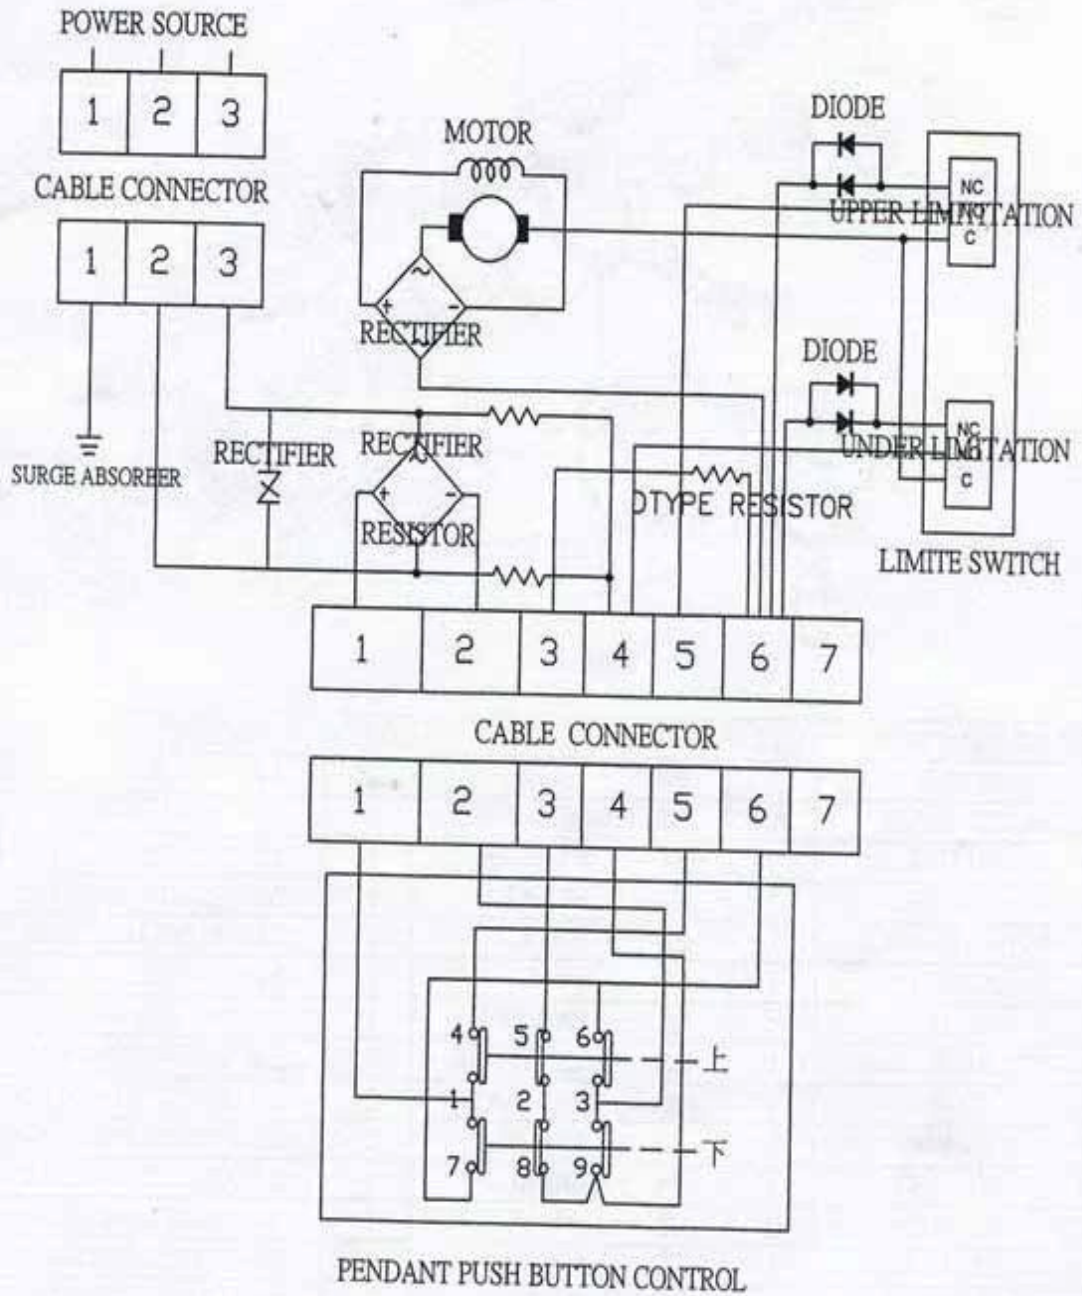 POWER SOURCE
1 2 3
CABLE CONNECTOR
1 2 3
MOTOR
DIODE
NC
UPPER LIMITATION
NO
C
RECTIFIER
DIODE
RECTIFIER
RECTIFIER
NC
UNDER LIMITATION
NO
C
SURGE ABSORBER
RESISTOR
DTYPE RESISTOR
LIMITE SWITCH
1 2 3 4 5 6 7
CABLE CONNECTOR
1 2 3 4 5 6 7
4 5 6
上
1 2 3
下
7 8 9
PENDANT PUSH BUTTON CONTROL